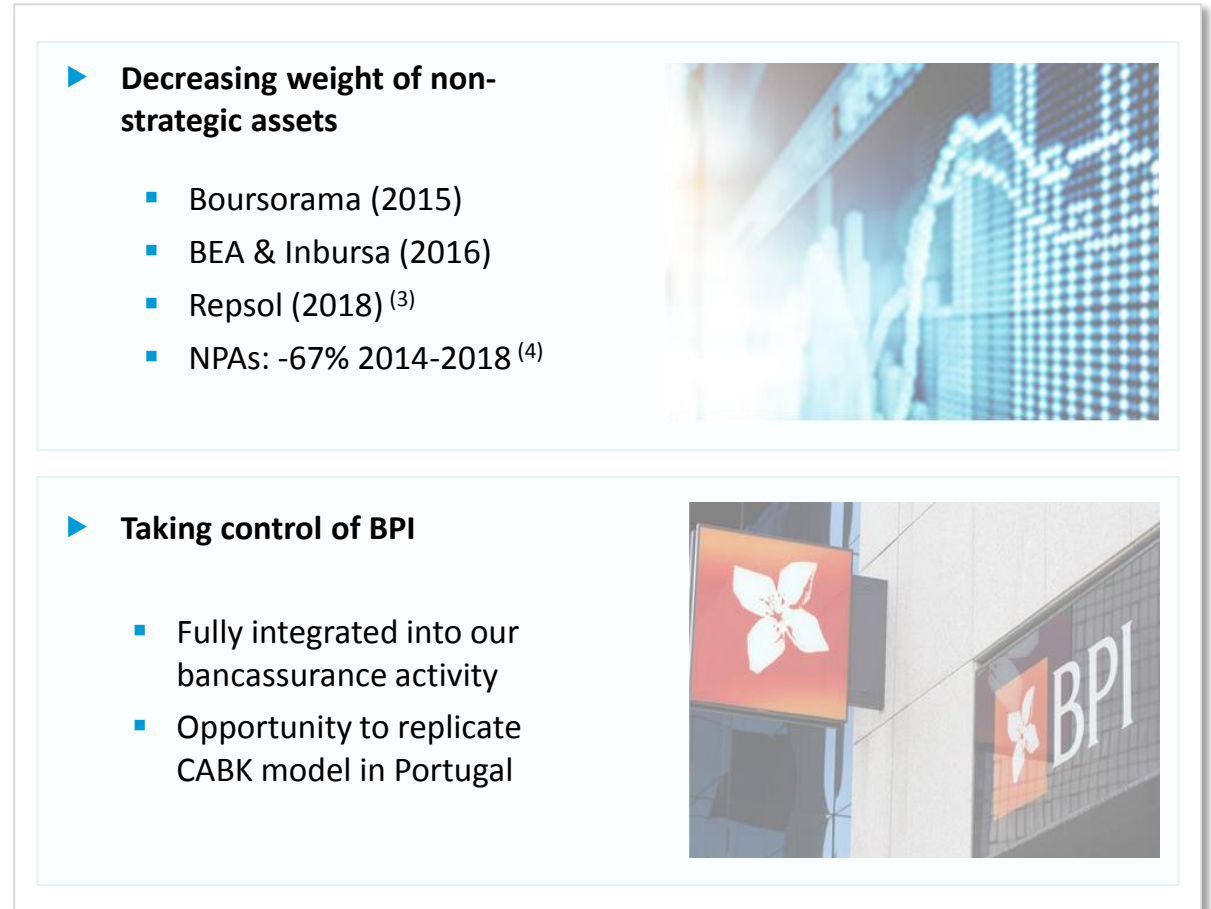 Decreasing weight of non-
strategic assets
Boursorama (2015)
BEA & Inbursa (2016)
Repsol (2018) (3)
NPAs: -67% 2014-2018 (4)
Taking control of BPI
Fully integrated into our
bancassurance activity
Opportunity to replicate
CABK model in Portugal
BPI